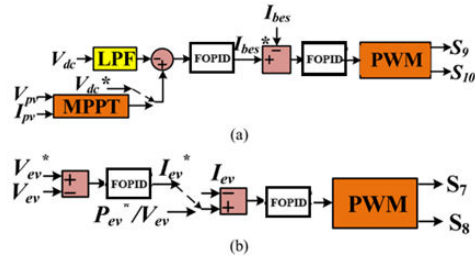 I_bes
V_dc LPF FOPID I_bes* FOPID PWM S_9
S_10
V_dc*
V_pv MPPT
I_pv
(a)
V_ev* FOPID I_ev* I_ev FOPID PWM S_7
V_ev
P_ev*/V_ev S_8
(b)